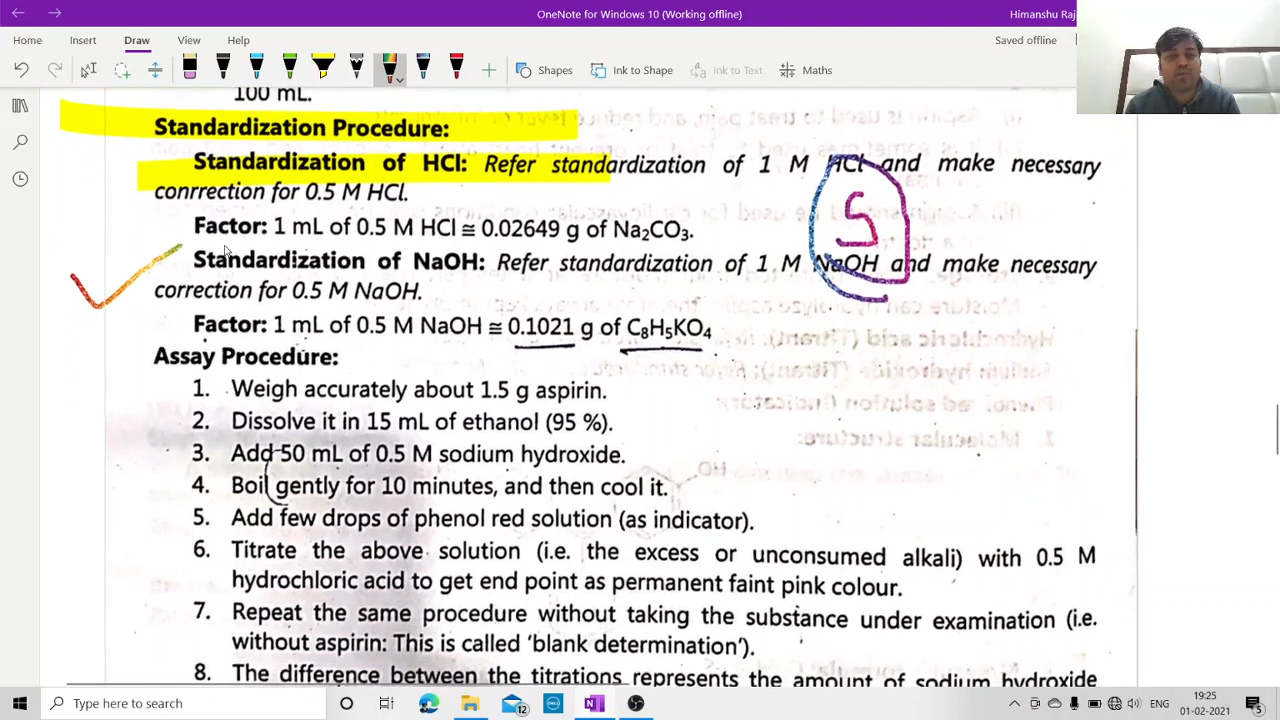 OneNote for Windows 10 (Working offline)
Himanshu Raj
Home Insert Draw View Help
Saved offline
Shapes Ink to Shape Ink to Text Maths
100 mL.
Standardization Procedure:
Standardization of HCl: Refer standardization of 1 M HCl and make necessary
conrrection for 0.5 M HCl.
Factor: 1 mL of 0.5 M HCl ≅ 0.02649 g of Na₂CO₃.
5
Standardization of NaOH: Refer standardization of 1 M NaOH and make necessary
correction for 0.5 M NaOH.
Factor: 1 mL of 0.5 M NaOH ≅ 0.1021 g of C₈H₅KO₄
Assay Procedure:
1. Weigh accurately about 1.5 g aspirin.
2. Dissolve it in 15 mL of ethanol (95 %).
3. Add 50 mL of 0.5 M sodium hydroxide.
4. Boil gently for 10 minutes, and then cool it.
5. Add few drops of phenol red solution (as indicator).
6. Titrate the above solution (i.e. the excess or unconsumed alkali) with 0.5 M
hydrochloric acid to get end point as permanent faint pink colour.
7. Repeat the same procedure without taking the substance under examination (i.e.
without aspirin: This is called 'blank determination').
8. The difference between the titrations represents the amount of sodium hydroxide
Type here to search
12
DELL
ENG
19:25
01-02-2021
5